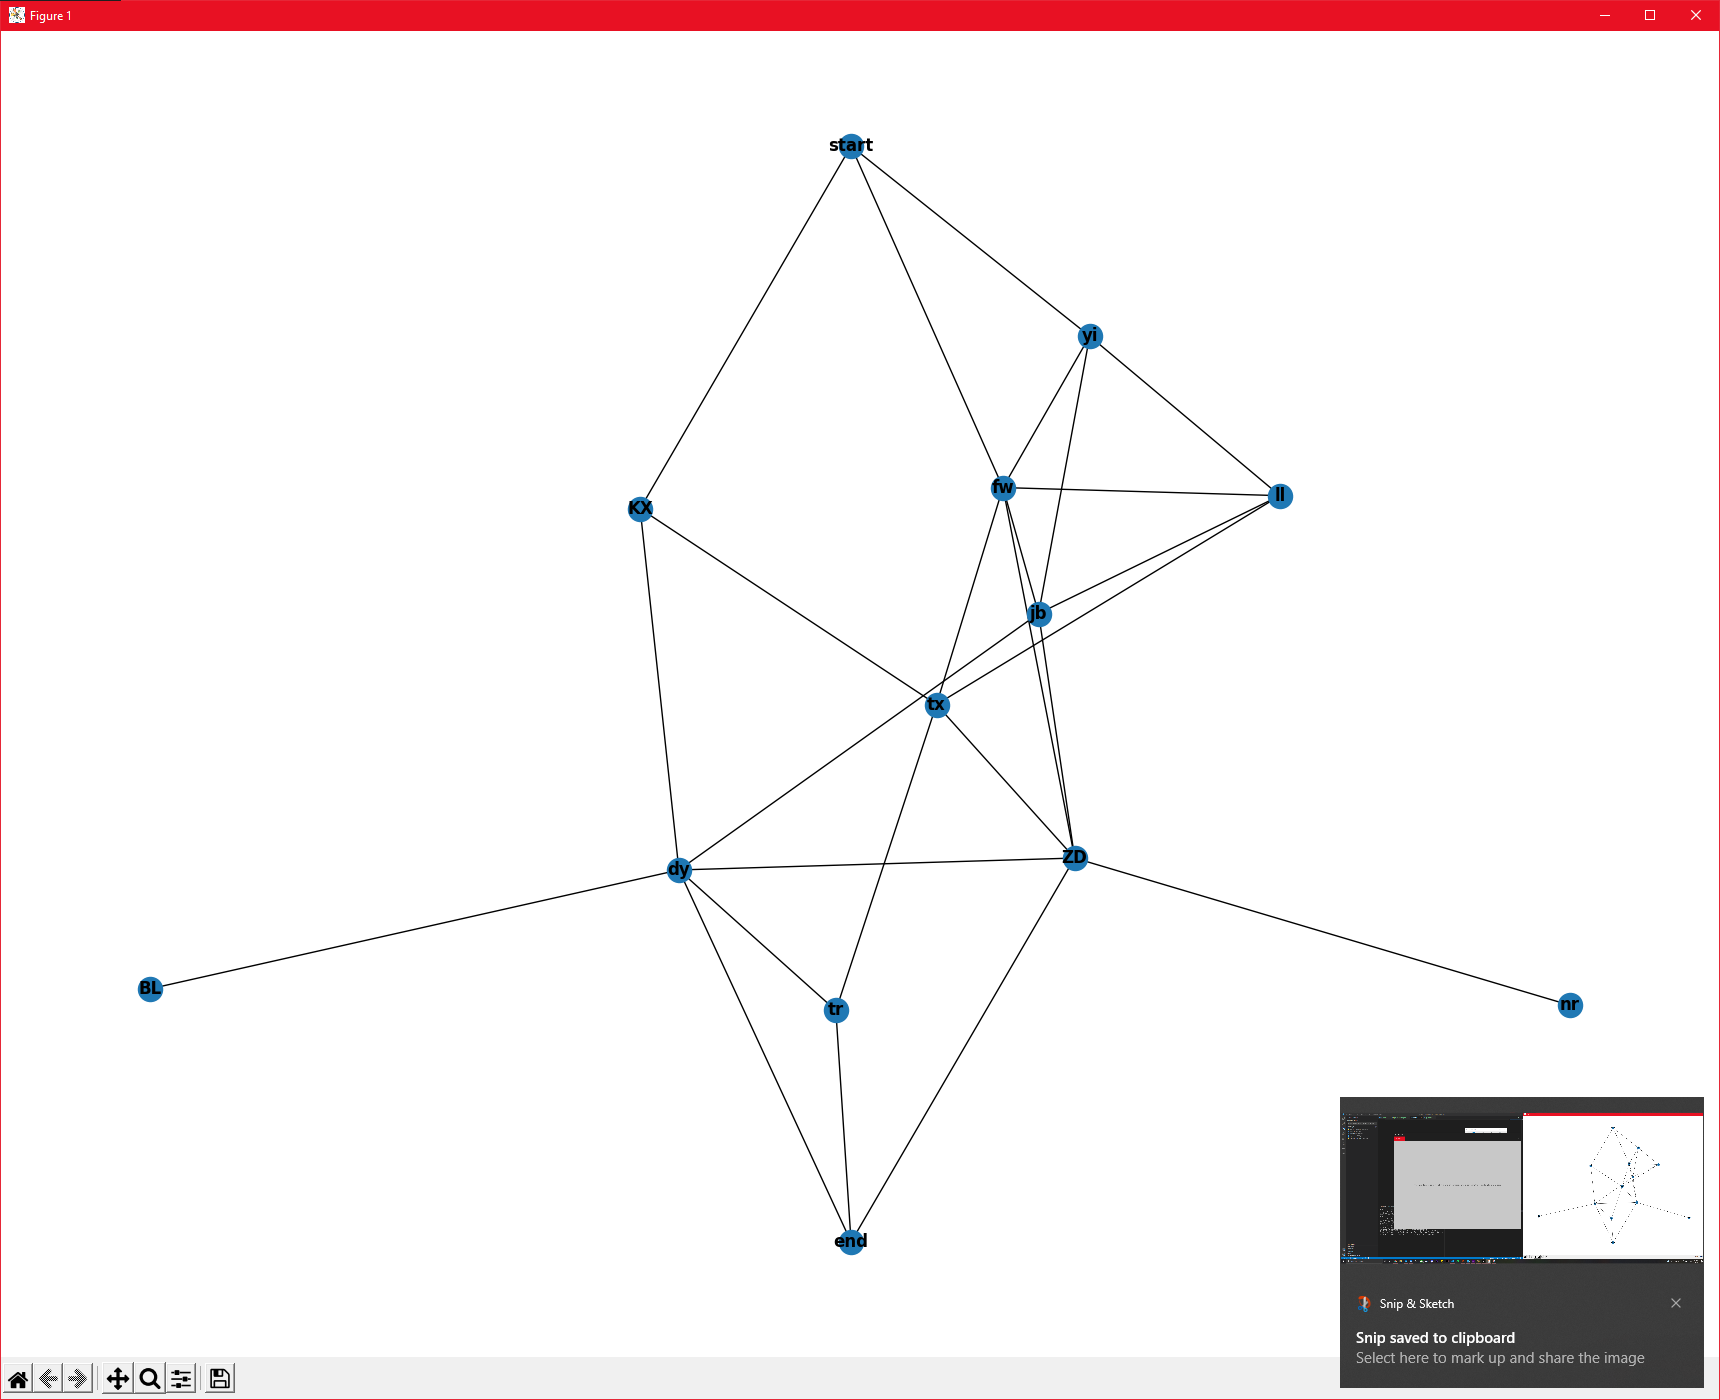 Figure 1
start
yi
fw
ll
KX
jb
tx
ZD
dy
BL
tr
nr
end
Snip & Sketch
Snip saved to clipboard
Select here to mark up and share the image